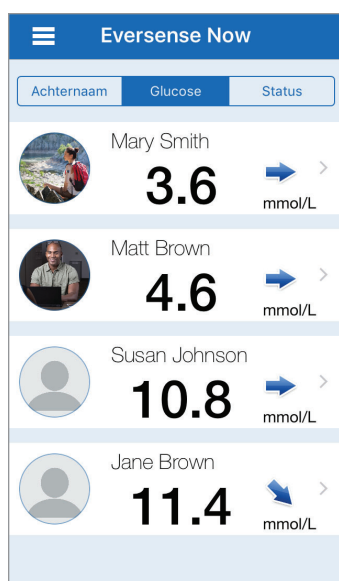 Eversense Now
Achternaam Glucose Status
Mary Smith
3.6
mmol/L
Matt Brown
4.6
mmol/L
Susan Johnson
10.8
mmol/L
Jane Brown
11.4
mmol/L